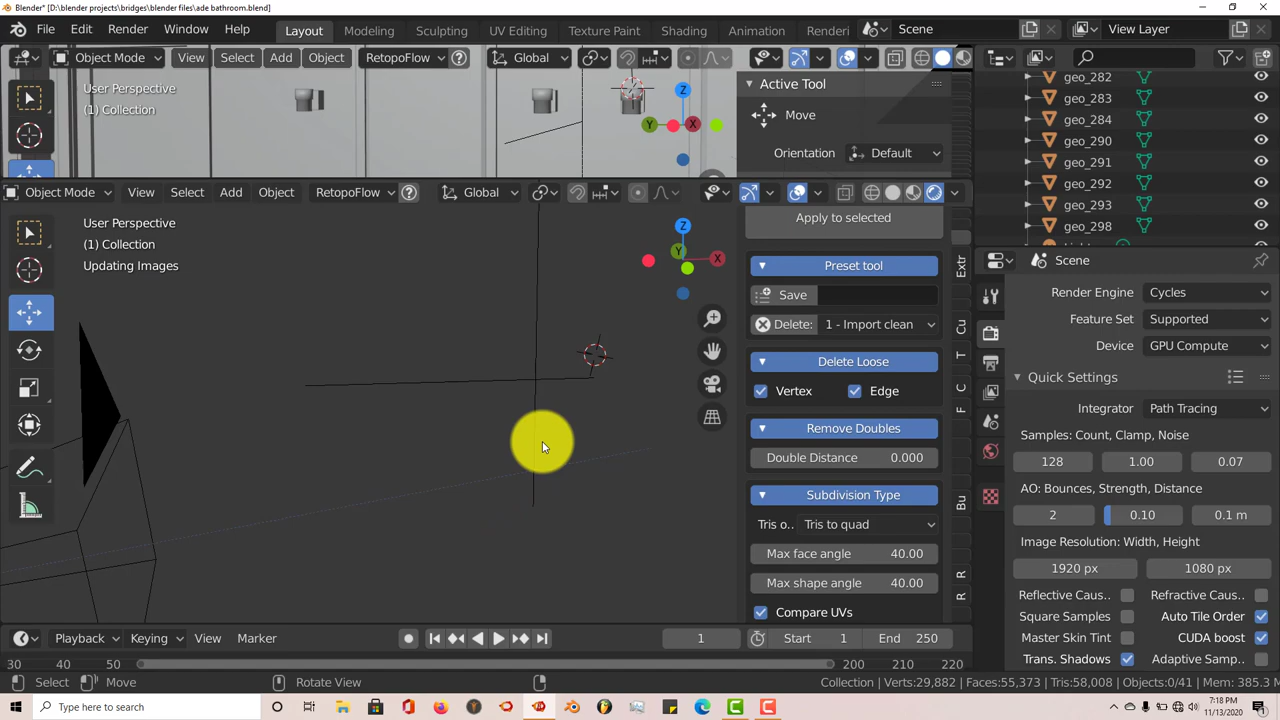 Blender* [D:\bridges\bridges\blender files\ade bathroom.blend]
File Edit Render Window Help Layout Modeling Sculpting UV Editing Texture Paint Shading Animation Renderi Scene View Layer
Object Mode View Select Add Object RetopoFlow Global
User Perspective
(1) Collection
Z
Y
X
Active Tool
Move
Orientation Default
geo_282
geo_283
geo_284
geo_290
geo_291
geo_292
geo_293
geo_298
Object Mode View Select Add Object RetopoFlow Global
User Perspective
(1) Collection
Updating Images
Z
Y
X
Apply to selected
Preset tool
Save
Delete: 1 - Import clean
Delete Loose
Vertex Edge
Remove Doubles
Double Distance 0.000
Subdivision Type
Tris o.. Tris to quad
Max face angle 40.00
Max shape angle 40.00
Compare UVs
Extr
Cu
T
C
F
Bu
R
R
Scene
Render Engine Cycles
Feature Set Supported
Device GPU Compute
Quick Settings
Integrator Path Tracing
Samples: Count, Clamp, Noise
128 1.00 0.07
AO: Bounces, Strength, Distance
2 0.10 0.1 m
Image Resolution: Width, Height
1920 px 1080 px
Reflective Caus.. Refractive Caus..
Square Samples Auto Tile Order
Master Skin Tint CUDA boost
Trans. Shadows Adaptive Samp..
Playback Keying View Marker 1 Start 1 End 250
30 40 50 200 200 220
Select Move Rotate View Collection | Verts:29,882 | Faces:55,373 | Tris:58,008 | Objects:0/41 | Mem: 385.3
Type here to search
7:18 PM
11/13/2020